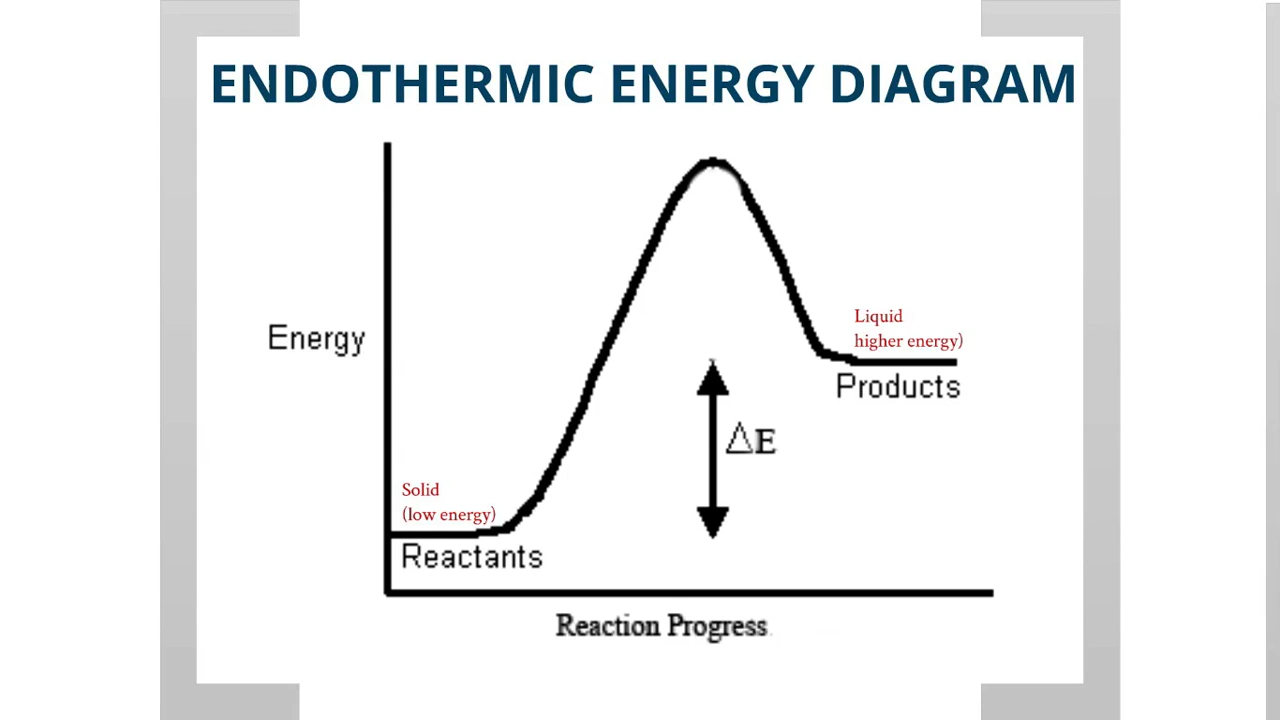 ENDOTHERMIC ENERGY DIAGRAM
Liquid
higher energy)
Energy
Products
ΔE
Solid
(low energy)
Reactants
Reaction Progress